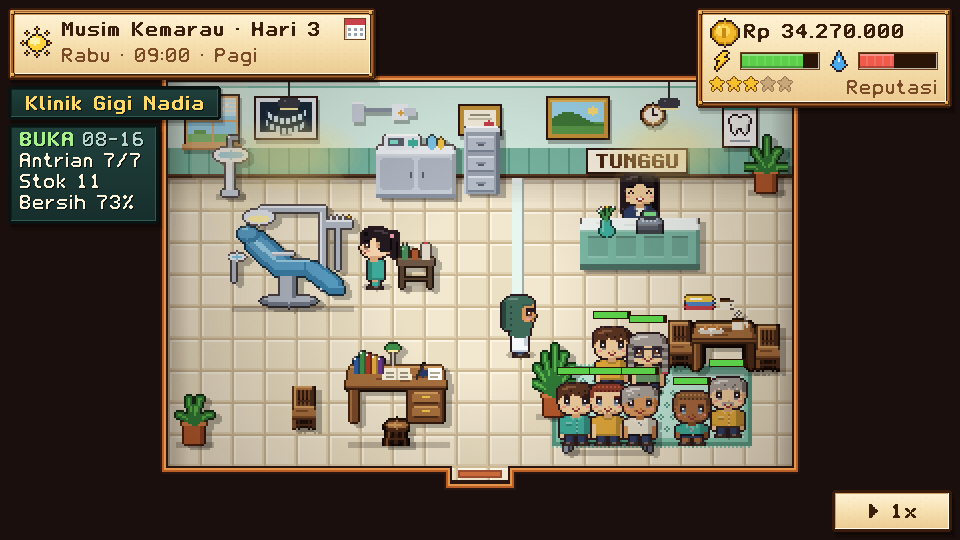 Musim Kemarau · Hari 3
Rabu · 09:00 · Pagi
Rp 34.270.000
Reputasi
Klinik Gigi Nadia
BUKA 08-16
Antrian 7/7
Stok 11
Bersih 73%
TUNGGU
1x